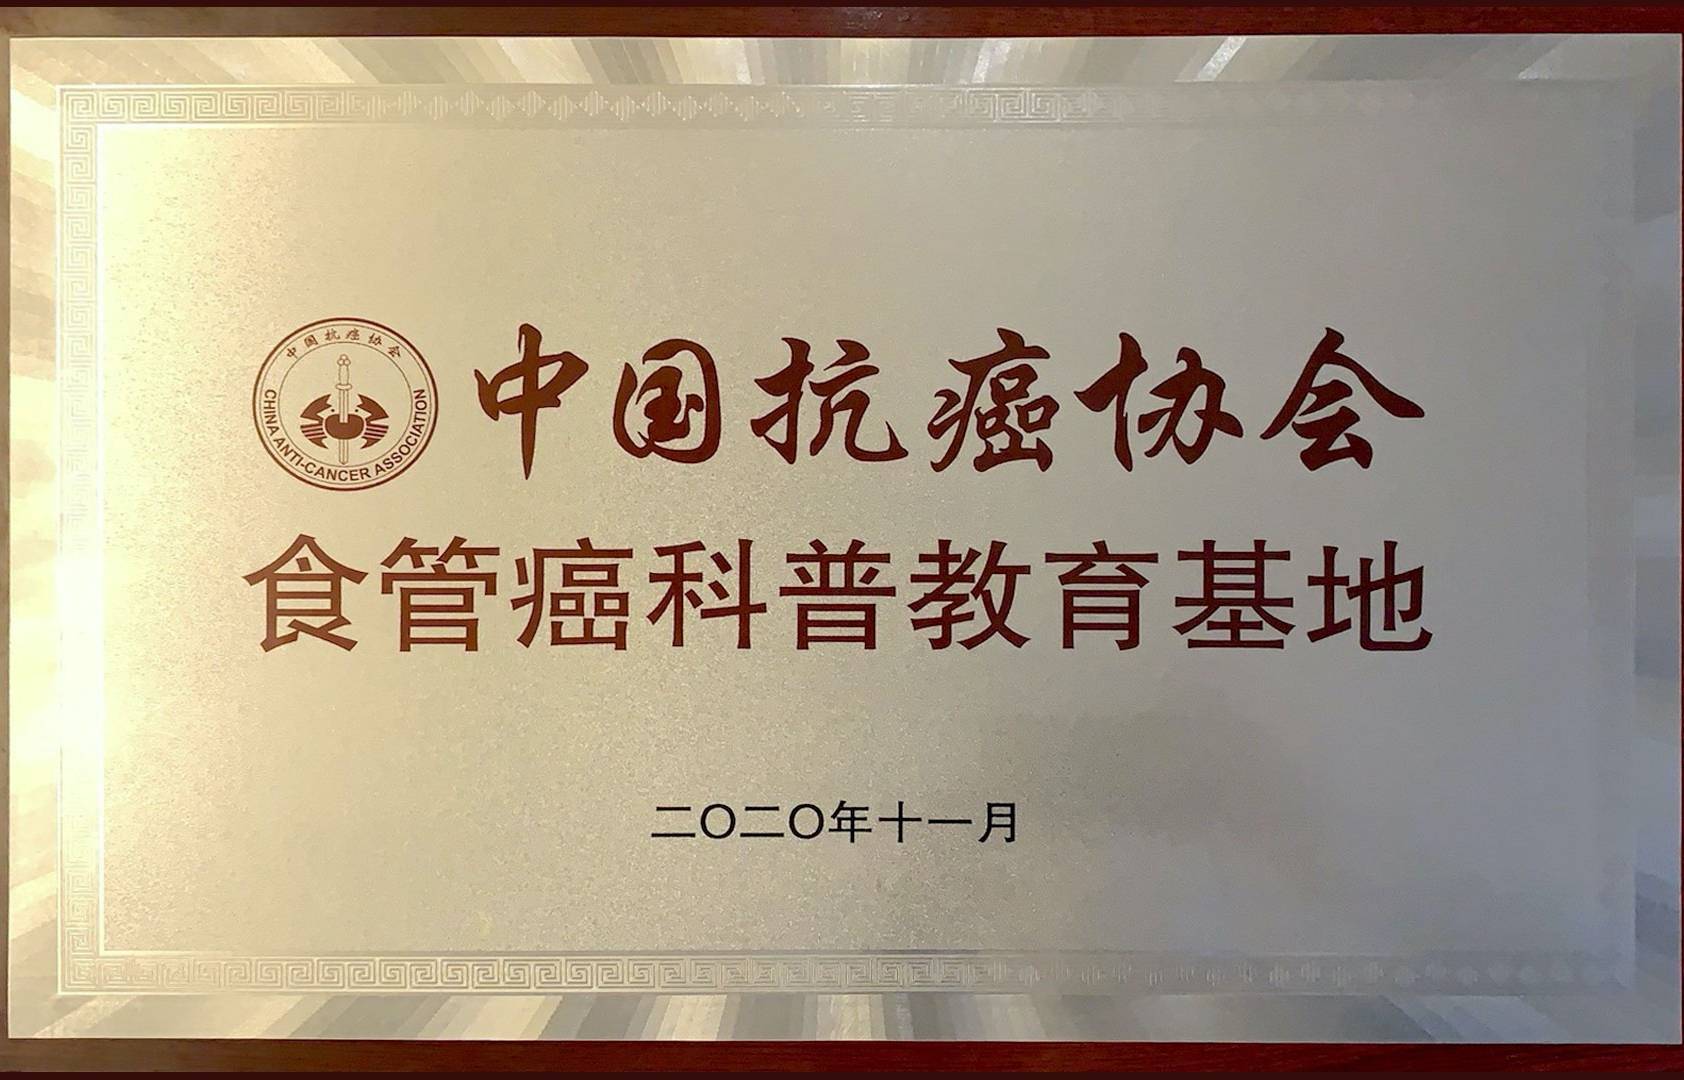 中国抗癌协会
CHINA ANTI-CANCER ASSOCIATION
中国抗癌协会
食管癌科普教育基地
二〇二〇年十一月